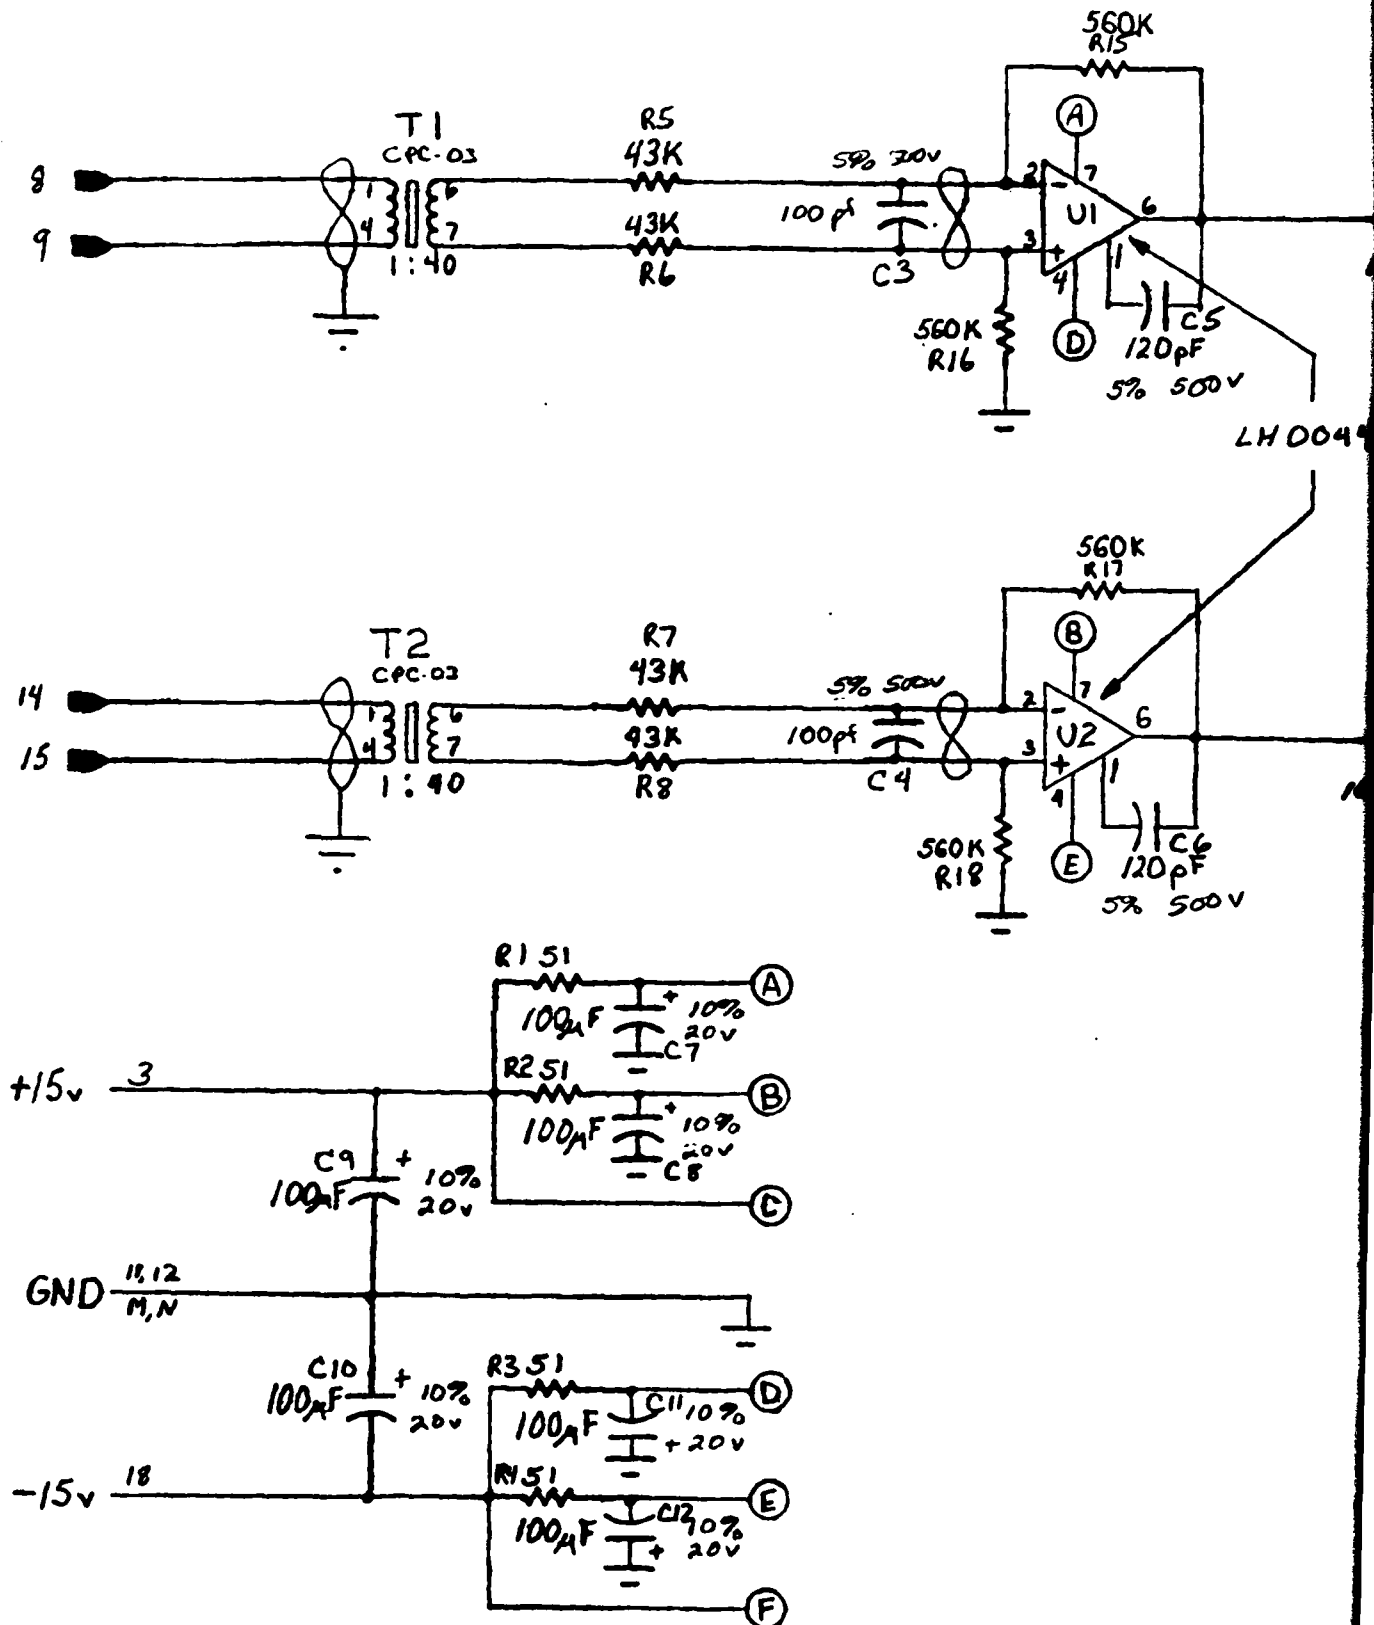 560K
R15
A
T1
CPC-03
R5
43K
5%
8
1
6
2
-
7
100pf
U1
6
43K
9
4
7
3
+
1
1:40
R6
C3
4
C5
560K
R16
D
120pF
5% 500V
560K
R17
B
T2
CPC-03
R7
43K
5% 500V
14
1
6
2
-
7
6
100pf
U2
43K
15
4
7
3
+
1
1:40
R8
C4
4
C6
560K
R18
E
120pF
5% 500V
R1 51
A
+ 10%
100µF
20v
C7
R2 51
+15v
3
B
+ 10%
100µF
C8
C9
+
10%
100µF
20v
C
11,12
GND
M,N
R3 51
C10
+
10%
D
100µF
20v
C11
10%
100µF
+ 20v
-15v
18
R4 51
E
C12
10%
100µF
+
20v
F